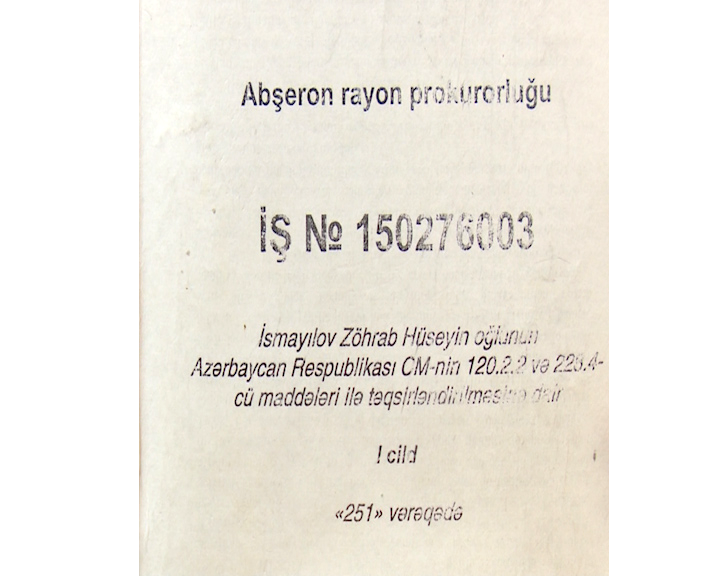 Abşeron rayon prokurorluğu
İŞ № 150276003
İsmayılov Zöhrab Hüseyin oğlunun
Azərbaycan Respublikası CM-nin 120.2.2 və 228.4-
cü maddələri ilə təqsirləndirilməsinə dair
I cild
«251» vərəqədə